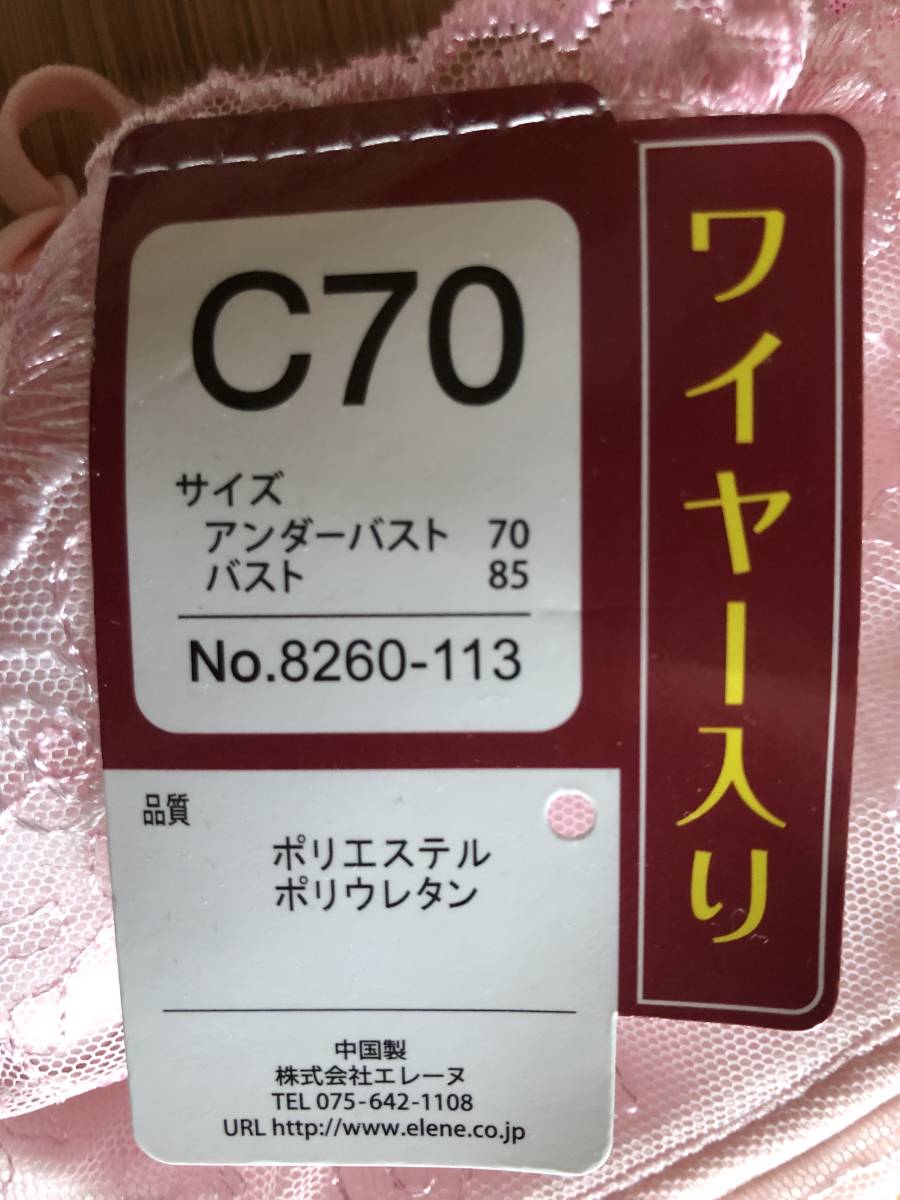 C70
サイズ
アンダーバスト 70
バスト 85
No.8260-113
品質
ポリエステル
ポリウレタン
中国製
株式会社エレーヌ
TEL 075-642-1108
URL http://www.elene.co.jp
ワイヤー入り